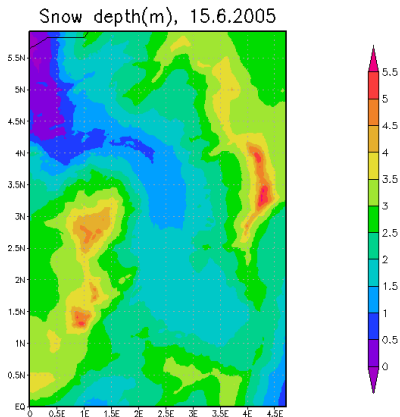 Snow depth(m), 15.6.2005
5.9N
5.5N
5N
4.5N
4N
3.5N
3N
2.5N
2N
1.5N
1N
0.5N
EQ
0 0.5E 1E 1.5E 2E 2.5E 3E 3.5E 4E 4.5E
5.5
5
4.5
4
3.5
3
2.5
2
1.5
1
0.5
0